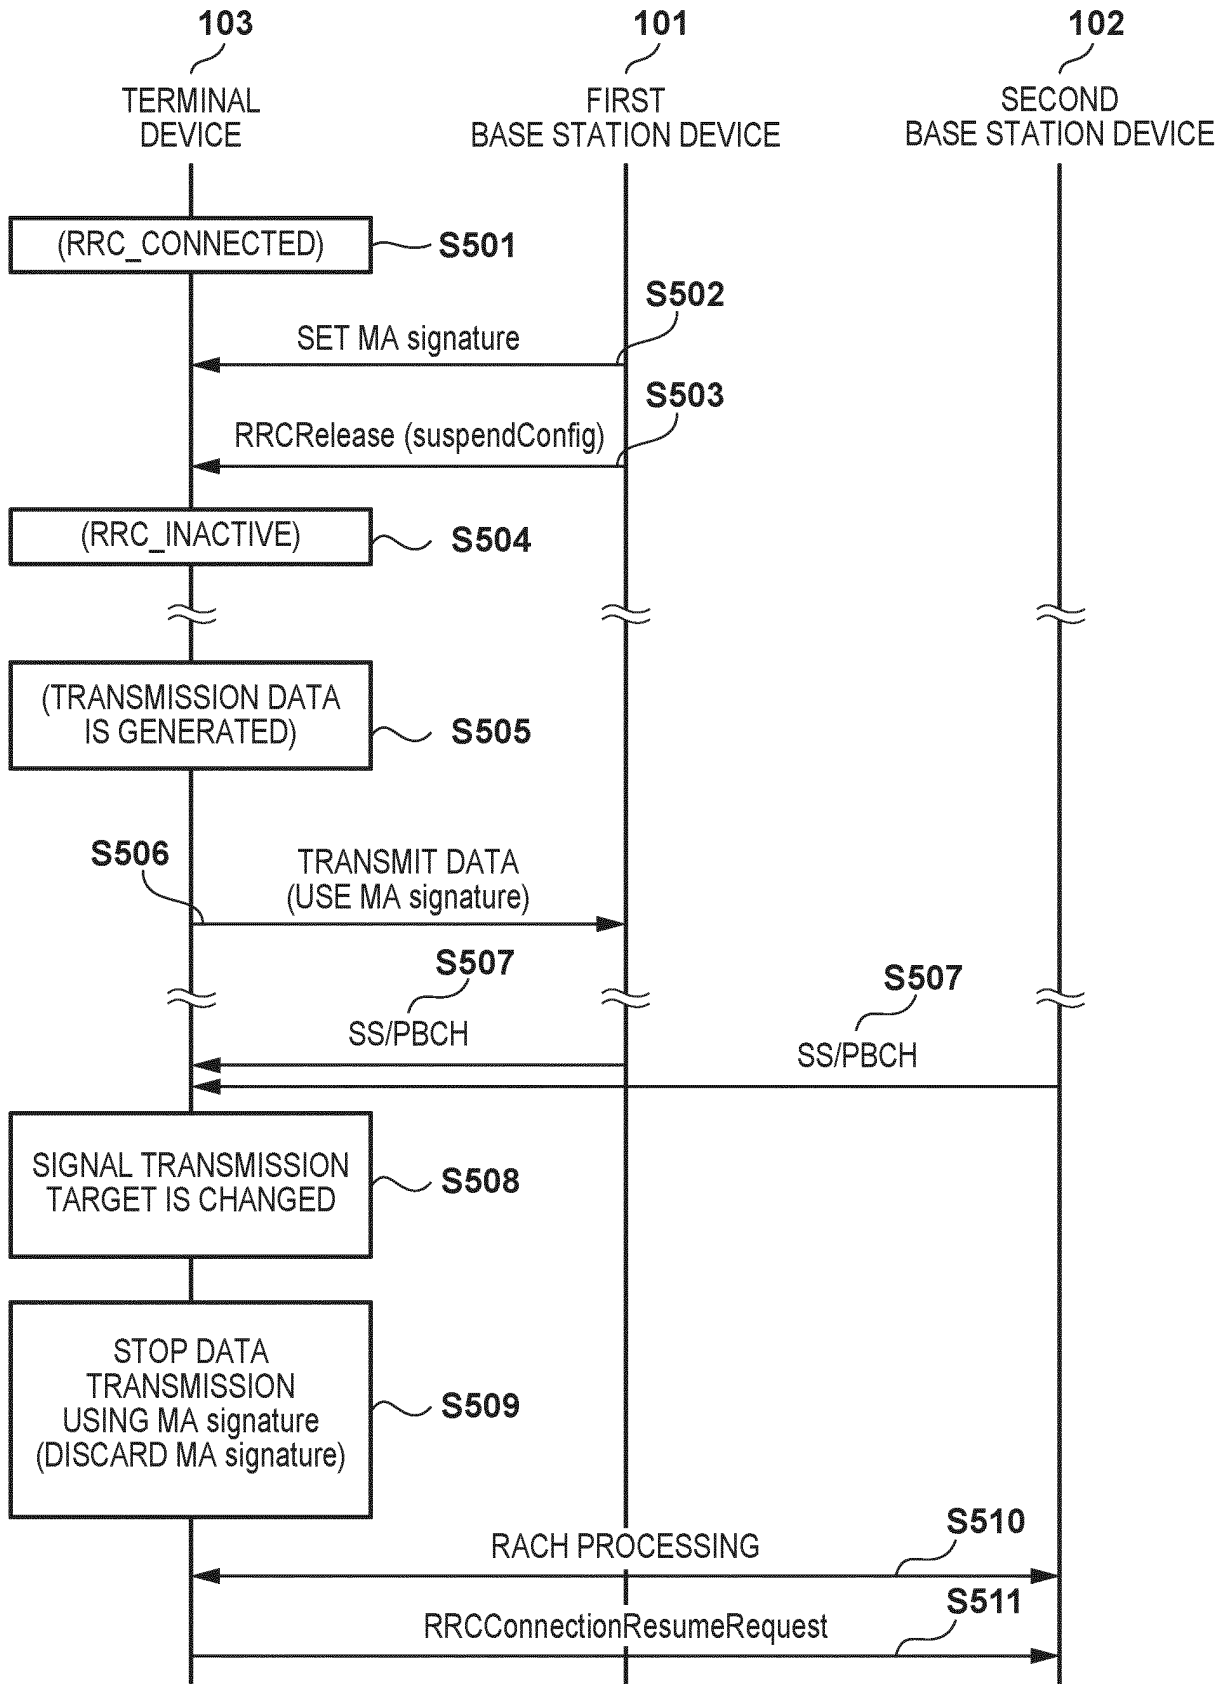 103
101
102
TERMINAL
DEVICE
FIRST
BASE STATION DEVICE
SECOND
BASE STATION DEVICE
(RRC_CONNECTED)
S501
S502
SET MA signature
S503
RRCRelease (suspendConfig)
(RRC_INACTIVE)
S504
(TRANSMISSION DATA
IS GENERATED)
S505
S506
TRANSMIT DATA
(USE MA signature)
S507
S507
SS/PBCH
SS/PBCH
SIGNAL TRANSMISSION
TARGET IS CHANGED
S508
STOP DATA
TRANSMISSION
USING MA signature
(DISCARD MA signature)
S509
S510
RACH PROCESSING
S511
RRCConnectionResumeRequest